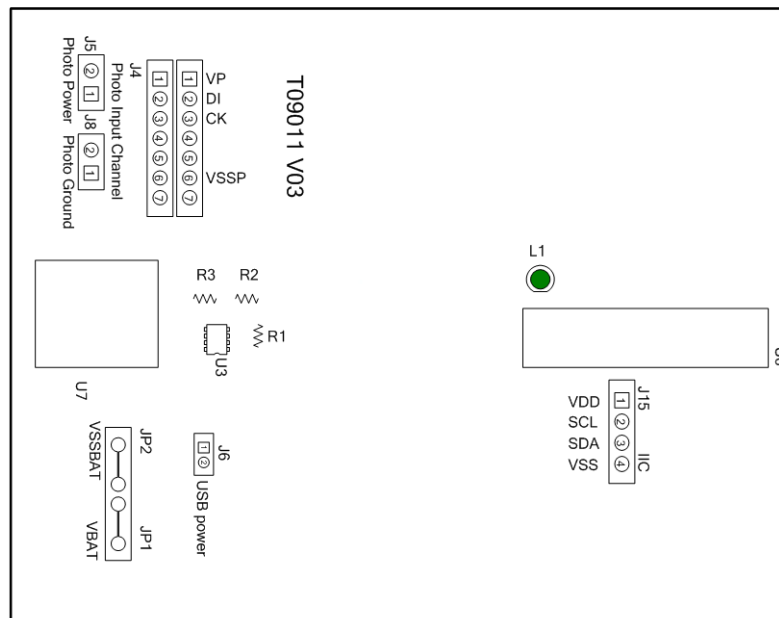 J5
Photo Power
2
1
J8
Photo Ground
2
1
J4
Photo Input Channel
1
2
3
4
5
6
7
1
2
3
4
5
6
7
VP
DI
CK
VSSP
T09011 V03
L1
R3
R2
R1
U3
U7
J15
IIC
VDD
SCL
SDA
VSS
1
2
3
4
JP2
VSSBAT
JP1
VBAT
J6
1
2
USB power